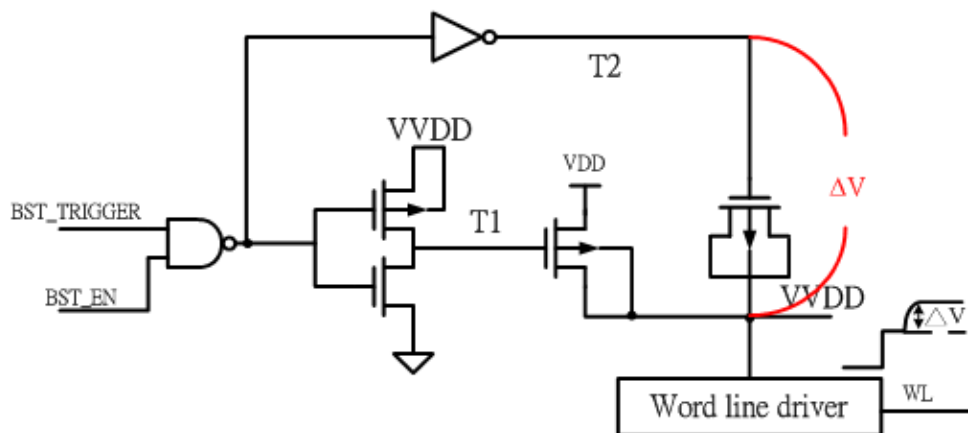 T2
VVDD
VDD
ΔV
BST_TRIGGER
T1
BST_EN
VVDD
△V
Word line driver
WL